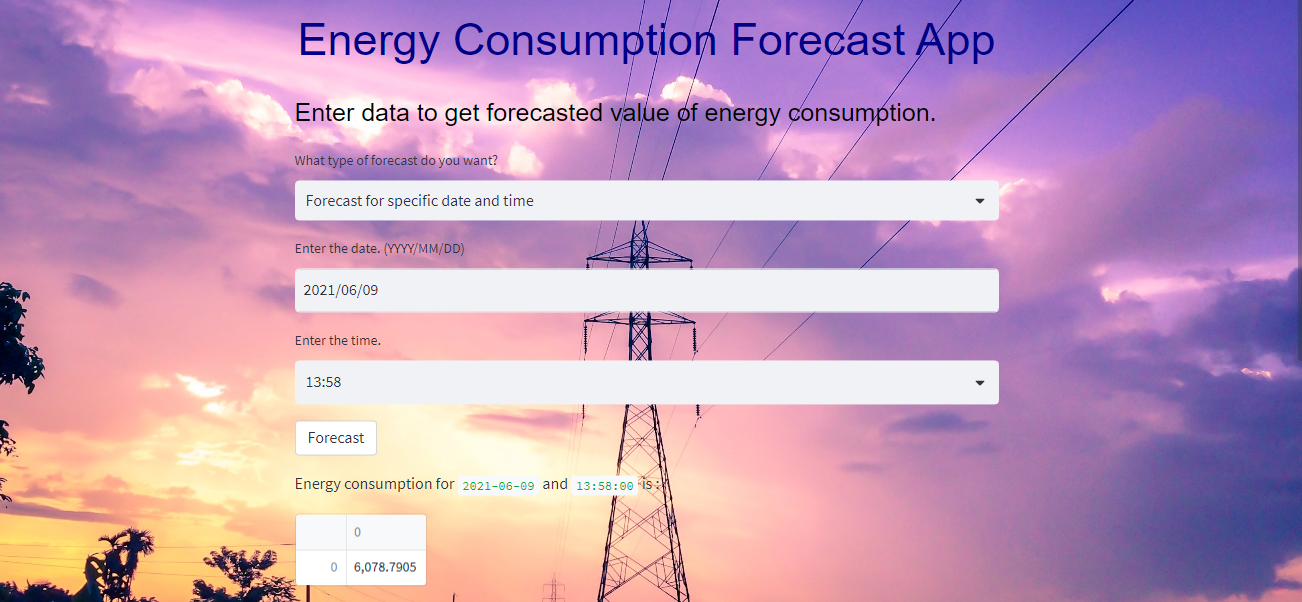 Energy Consumption Forecast App
Enter data to get forecasted value of energy consumption.
What type of forecast do you want?
Forecast for specific date and time
Enter the date. (YYYY/MM/DD)
2021/06/09
Enter the time.
13:58
Forecast
Energy consumption for 2021-06-09 and 13:58:00 is :
0
0 6,078.7905